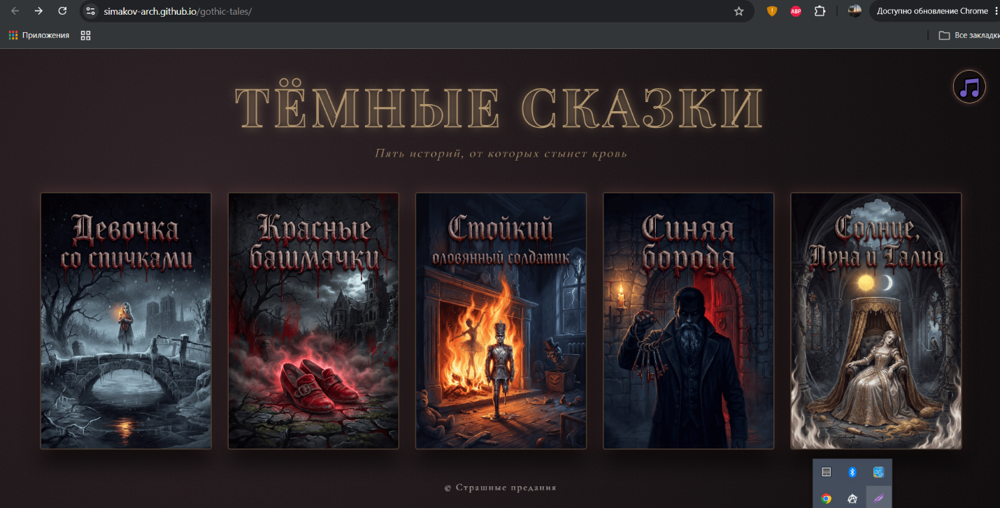 simakov-arch.github.io/gothic-tales/
ABP
Доступно обновление Chrome
Приложения
Все закладки
ТЁМНЫЕ СКАЗКИ
Пять историй, от которых стынет кровь
Девочка
со спичками
Красные
башмачки
Стойкий
оловянный солдатик
Синяя
борода
Солнце,
Луна и Талия
© Страшные предания